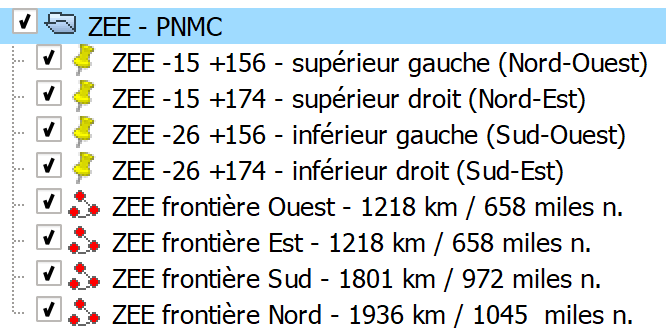 ZEE - PNMC
ZEE -15 +156 - supérieur gauche (Nord-Ouest)
ZEE -15 +174 - supérieur droit (Nord-Est)
ZEE -26 +156 - inférieur gauche (Sud-Ouest)
ZEE -26 +174 - inférieur droit (Sud-Est)
ZEE frontière Ouest - 1218 km / 658 miles n.
ZEE frontière Est - 1218 km / 658 miles n.
ZEE frontière Sud - 1801 km / 972 miles n.
ZEE frontière Nord - 1936 km / 1045  miles n.